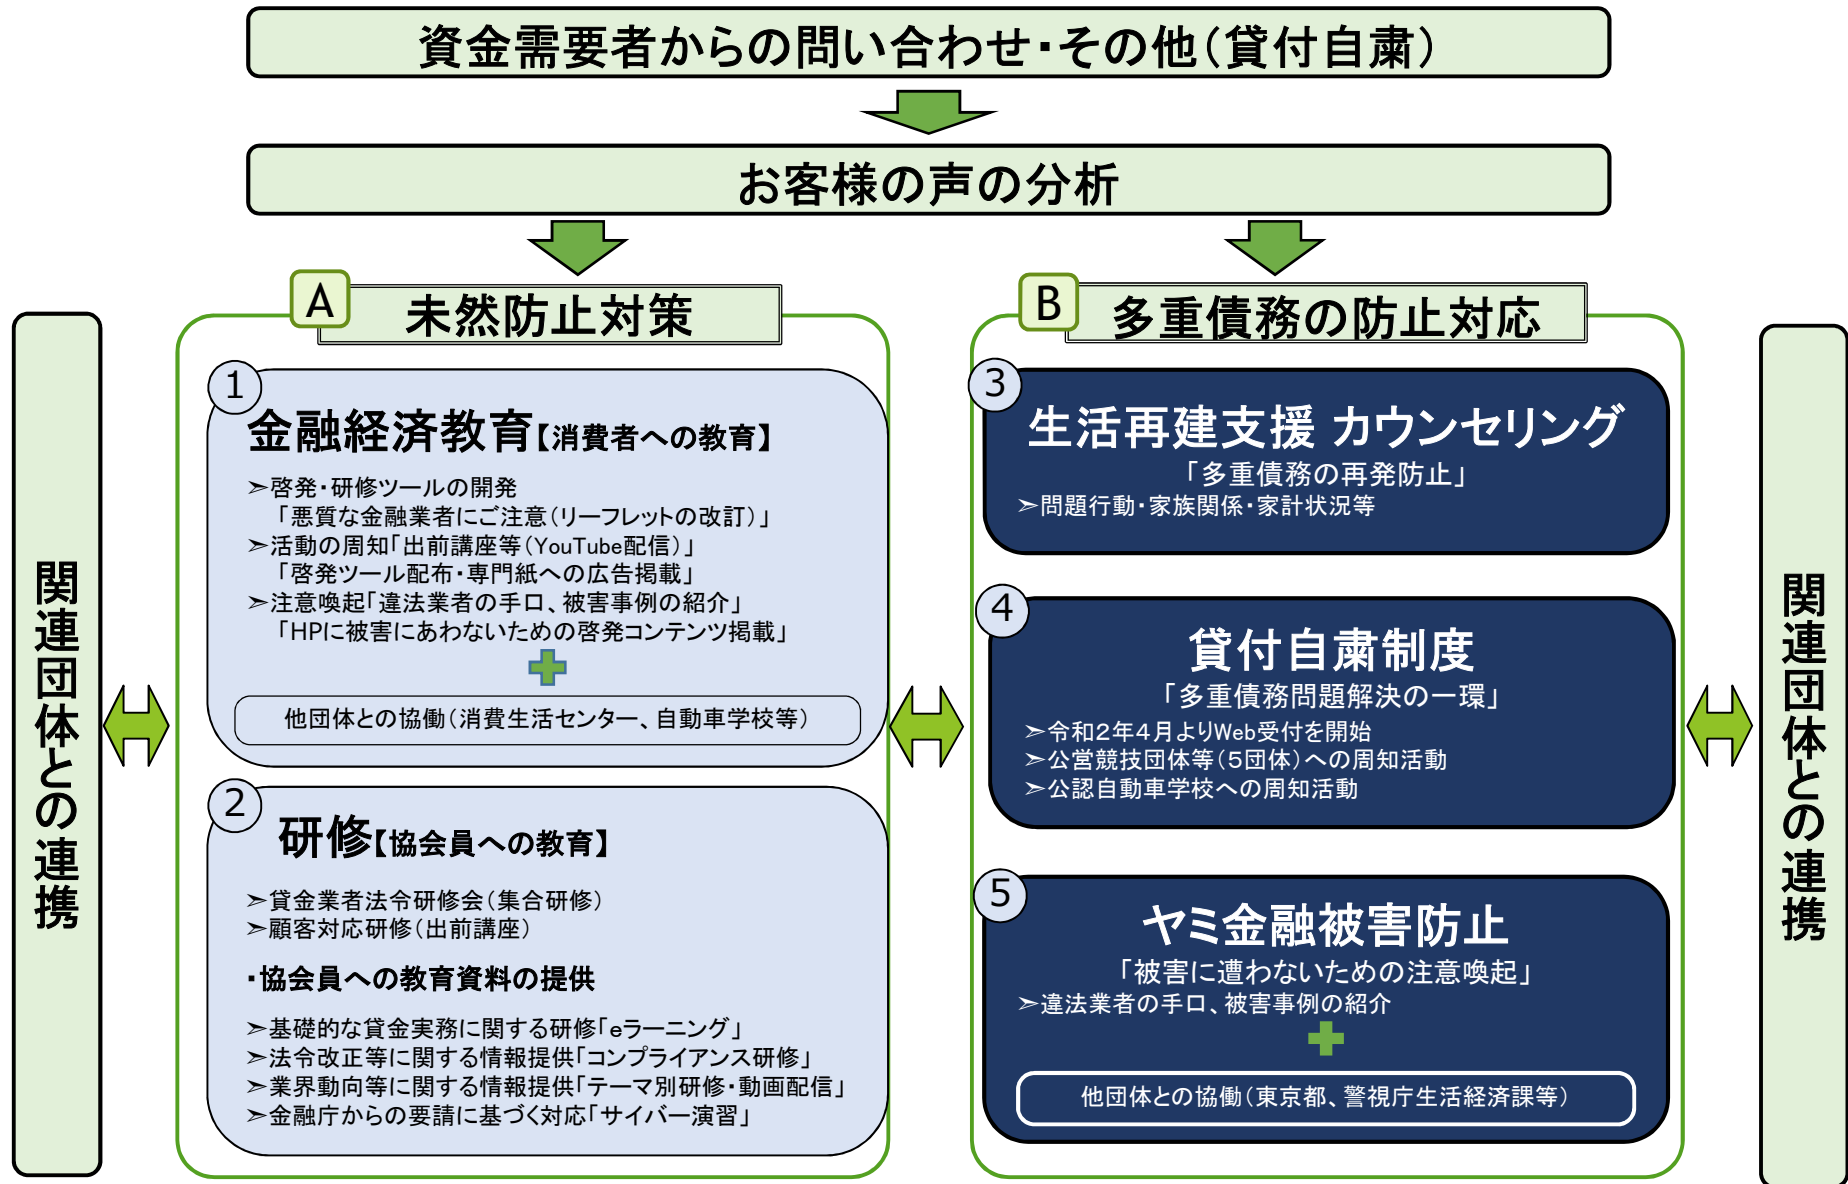 資金需要者からの問い合わせ・その他(貸付自粛)
お客様の声の分析
関連団体との連携
A
未然防止対策
1
金融経済教育【消費者への教育】
➣啓発・研修ツールの開発
「悪質な金融業者にご注意(リーフレットの改訂)」
➣活動の周知「出前講座等(YouTube配信)」
「啓発ツール配布・専門紙への広告掲載」
➣注意喚起「違法業者の手口、被害事例の紹介」
「HPに被害にあわないための啓発コンテンツ掲載」
他団体との協働(消費生活センター、自動車学校等)
2
研修【協会員への教育】
➣貸金業者法令研修会(集合研修)
➣顧客対応研修(出前講座)
・協会員への教育資料の提供
➣基礎的な貸金実務に関する研修「eラーニング」
➣法令改正等に関する情報提供「コンプライアンス研修」
➣業界動向等に関する情報提供「テーマ別研修・動画配信」
➣金融庁からの要請に基づく対応「サイバー演習」
B
多重債務の防止対応
3
生活再建支援 カウンセリング
「多重債務の再発防止」
➣問題行動・家族関係・家計状況等
4
貸付自粛制度
「多重債務問題解決の一環」
➣令和2年4月よりWeb受付を開始
➣公営競技団体等(5団体)への周知活動
➣公認自動車学校への周知活動
5
ヤミ金融被害防止
「被害に遭わないための注意喚起」
➣違法業者の手口、被害事例の紹介
他団体との協働(東京都、警視庁生活経済課等)
関連団体との連携